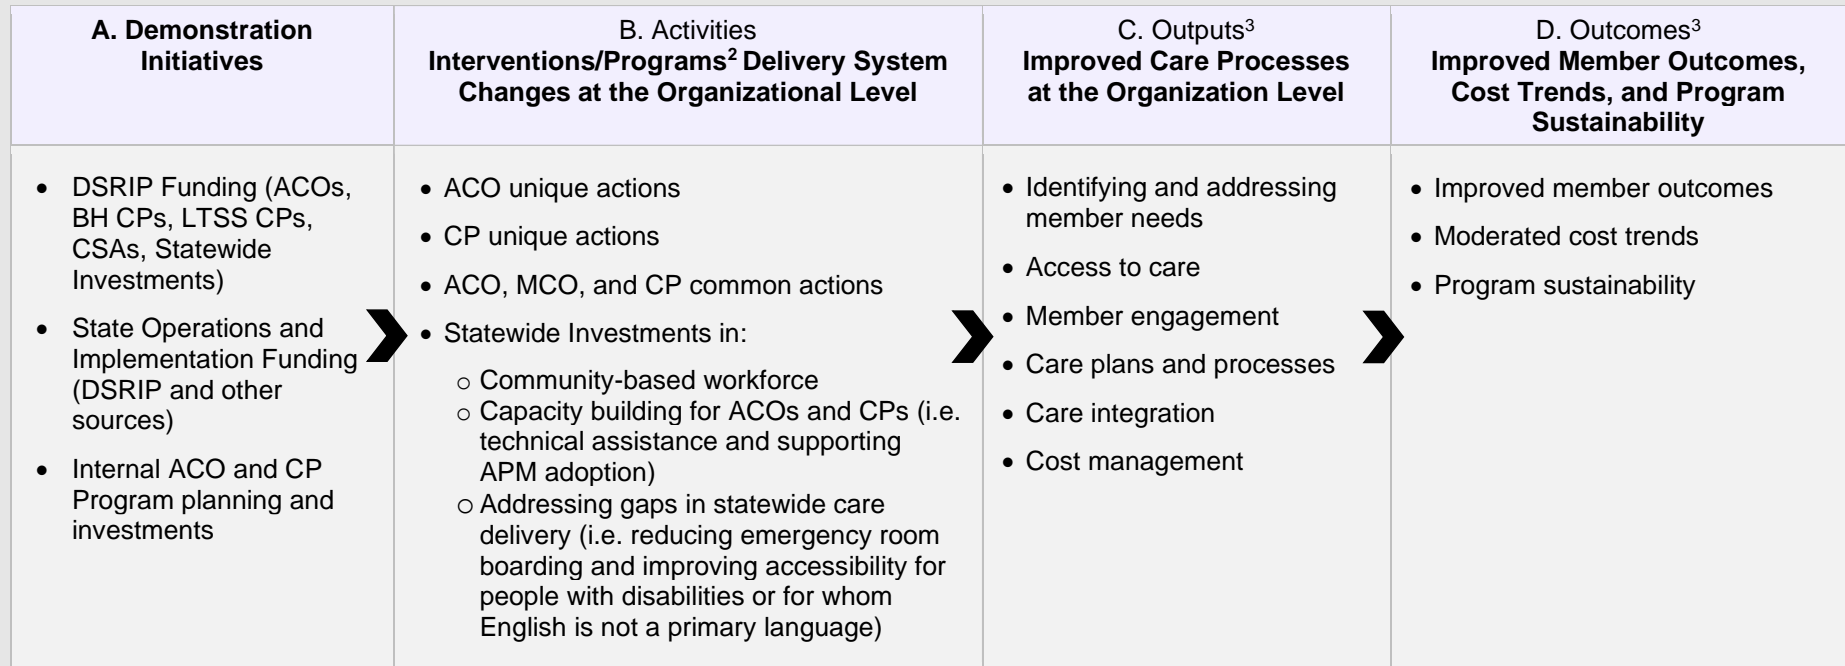 A. Demonstration
Initiatives
B. Activities
Interventions/Programs² Delivery System
Changes at the Organizational Level
C. Outputs³
Improved Care Processes
at the Organization Level
D. Outcomes³
Improved Member Outcomes,
Cost Trends, and Program
Sustainability
• DSRIP Funding (ACOs,
BH CPs, LTSS CPs,
CSAs, Statewide
Investments)
• State Operations and
Implementation Funding
(DSRIP and other
sources)
• Internal ACO and CP
Program planning and
investments
• ACO unique actions
• CP unique actions
• ACO, MCO, and CP common actions
• Statewide Investments in:
○ Community-based workforce
○ Capacity building for ACOs and CPs (i.e.
technical assistance and supporting
APM adoption)
○ Addressing gaps in statewide care
delivery (i.e. reducing emergency room
boarding and improving accessibility for
people with disabilities or for whom
English is not a primary language)
• Identifying and addressing
member needs
• Access to care
• Member engagement
• Care plans and processes
• Care integration
• Cost management
• Improved member outcomes
• Moderated cost trends
• Program sustainability